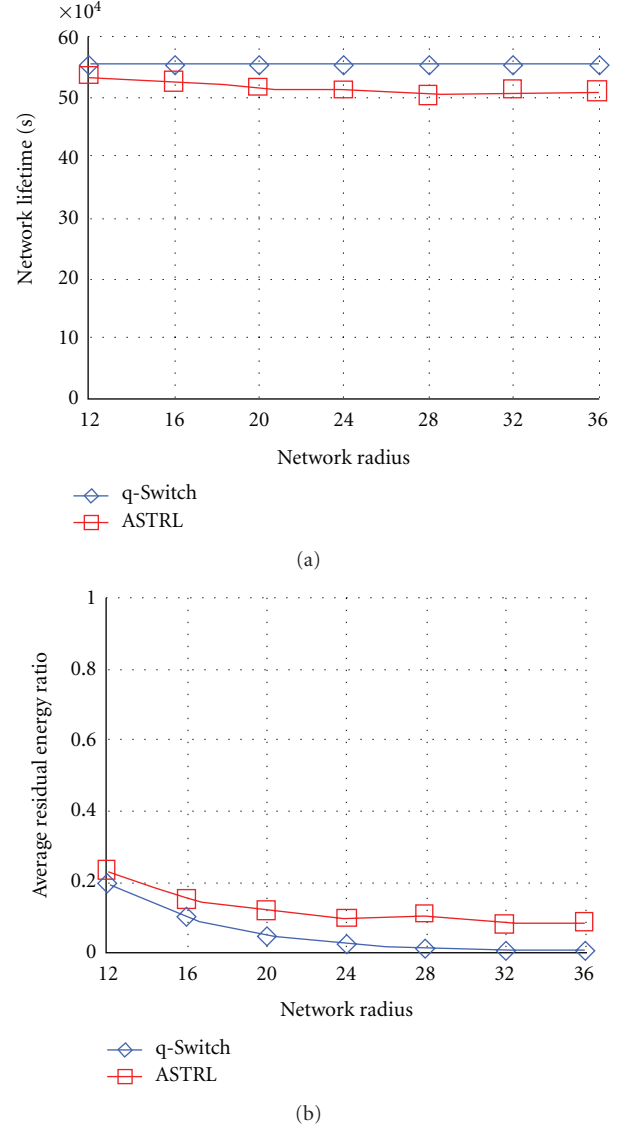 ×10⁴
60
50
40
30
20
10
0
Network lifetime (s)
12 16 20 24 28 32 36
Network radius
q-Switch
ASTRL
(a)
1
0.8
0.6
0.4
0.2
0
Average residual energy ratio
12 16 20 24 28 32 36
Network radius
q-Switch
ASTRL
(b)